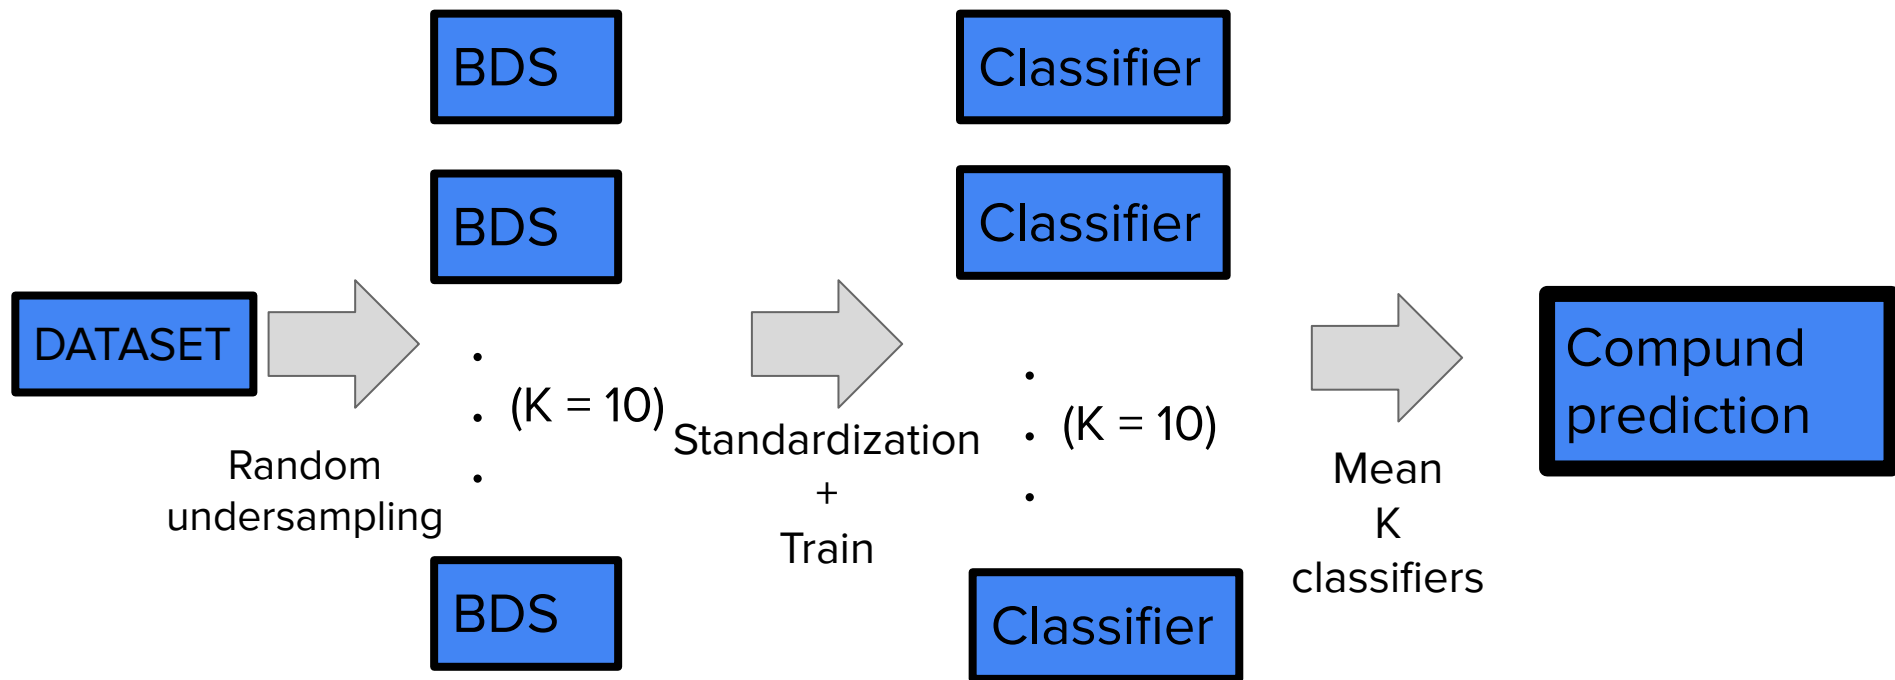 DATASET
Random
undersampling
BDS
BDS
.
.
.
(K = 10)
BDS
Standardization
+
Train
Classifier
Classifier
.
.
.
(K = 10)
Classifier
Mean
K
classifiers
Compund
prediction